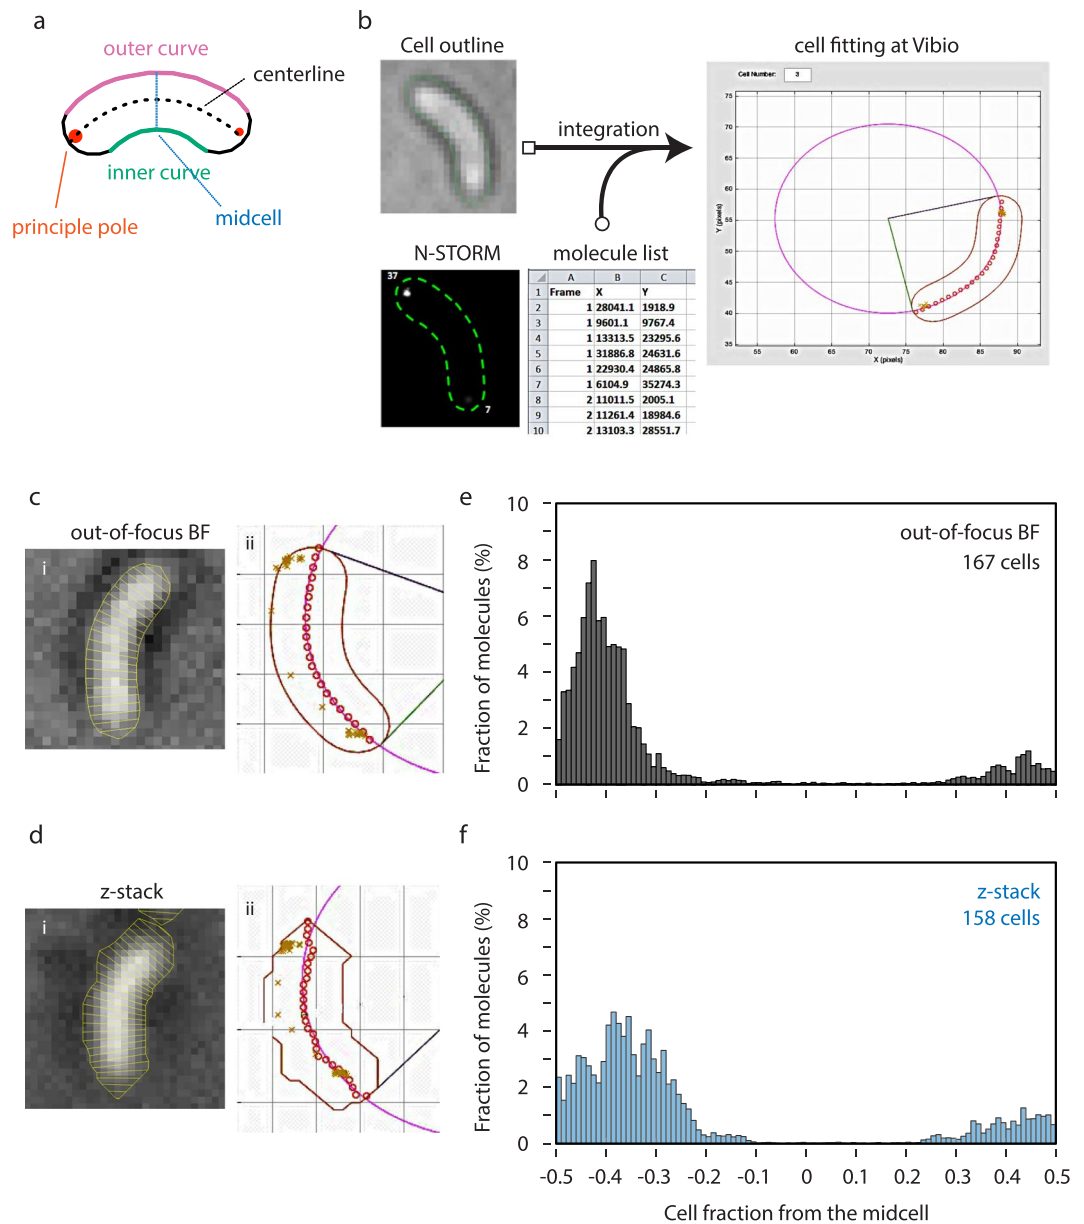 a
outer curve
centerline
inner curve
midcell
principle pole
b
Cell outline
cell fitting at Vibio
integration
Cell Number: 3
75
70
65
60
55
50
45
40
35
Y (pixels)
55 60 65 70 75 80 85 90
X (pixels)
N-STORM
37
7
molecule list
A B C
1 Frame X Y
2 1 28041.1 1918.9
3 1 9601.1 9767.4
4 1 13313.5 23295.6
5 1 31886.8 24631.6
6 1 22930.4 24865.8
7 1 6104.9 35274.3
8 2 11011.5 2005.1
9 2 11261.4 18984.6
10 2 13103.3 28551.7
c
out-of-focus BF
i
ii
e
10
8
6
4
2
0
Fraction of molecules (%)
out-of-focus BF
167 cells
d
z-stack
i
ii
f
10
8
6
4
2
0
Fraction of molecules (%)
z-stack
158 cells
-0.5 -0.4 -0.3 -0.2 -0.1 0 0.1 0.2 0.3 0.4 0.5
Cell fraction from the midcell